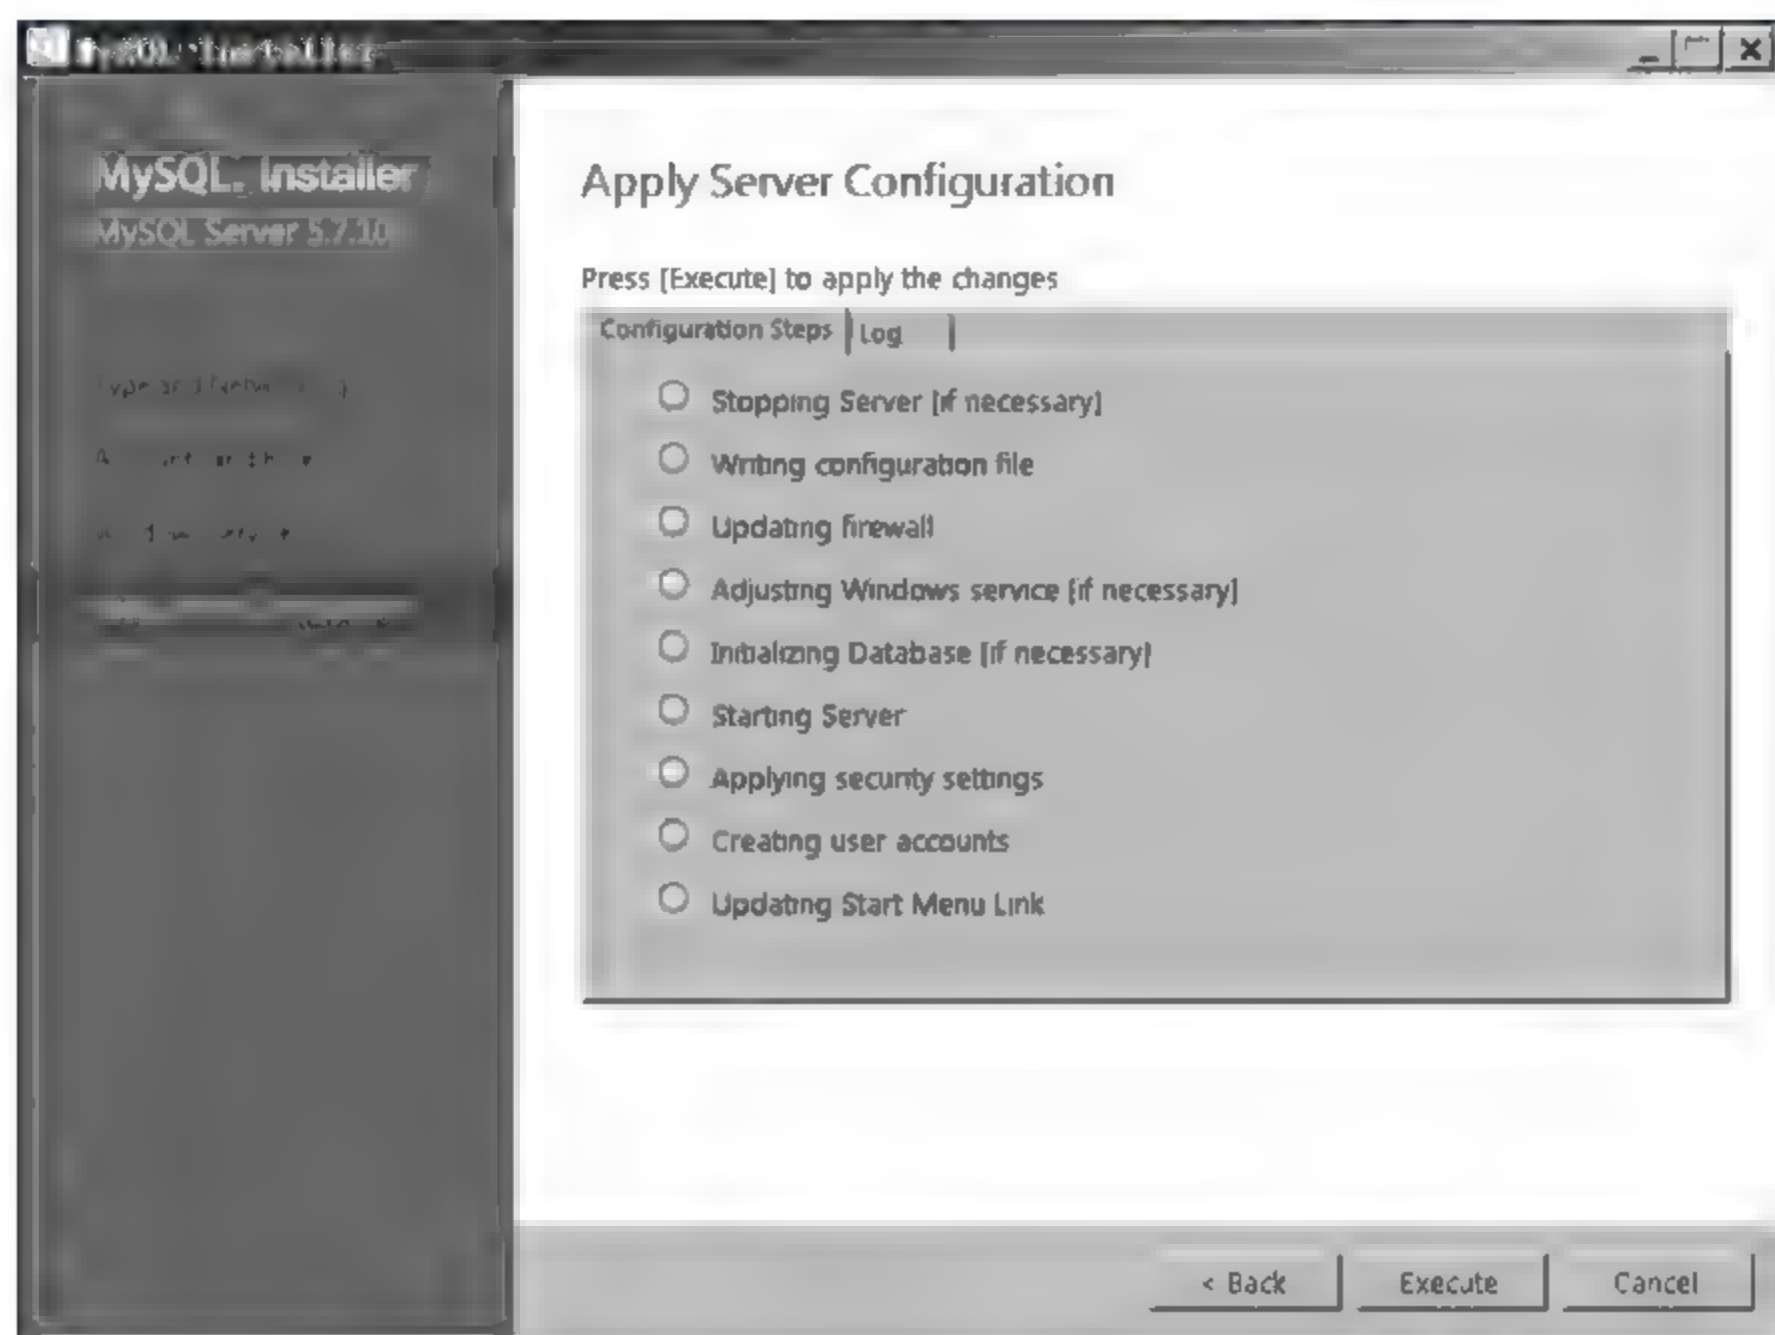 MySQL. Installer
MySQL Server 5.7.10
Apply Server Configuration
Press [Execute] to apply the changes
Configuration Steps
Log
Stopping Server [if necessary]
Writing configuration file
Updating firewall
Adjusting Windows service [if necessary]
Initializing Database [if necessary]
Starting Server
Applying security settings
Creating user accounts
Updating Start Menu Link
< Back
Execute
Cancel